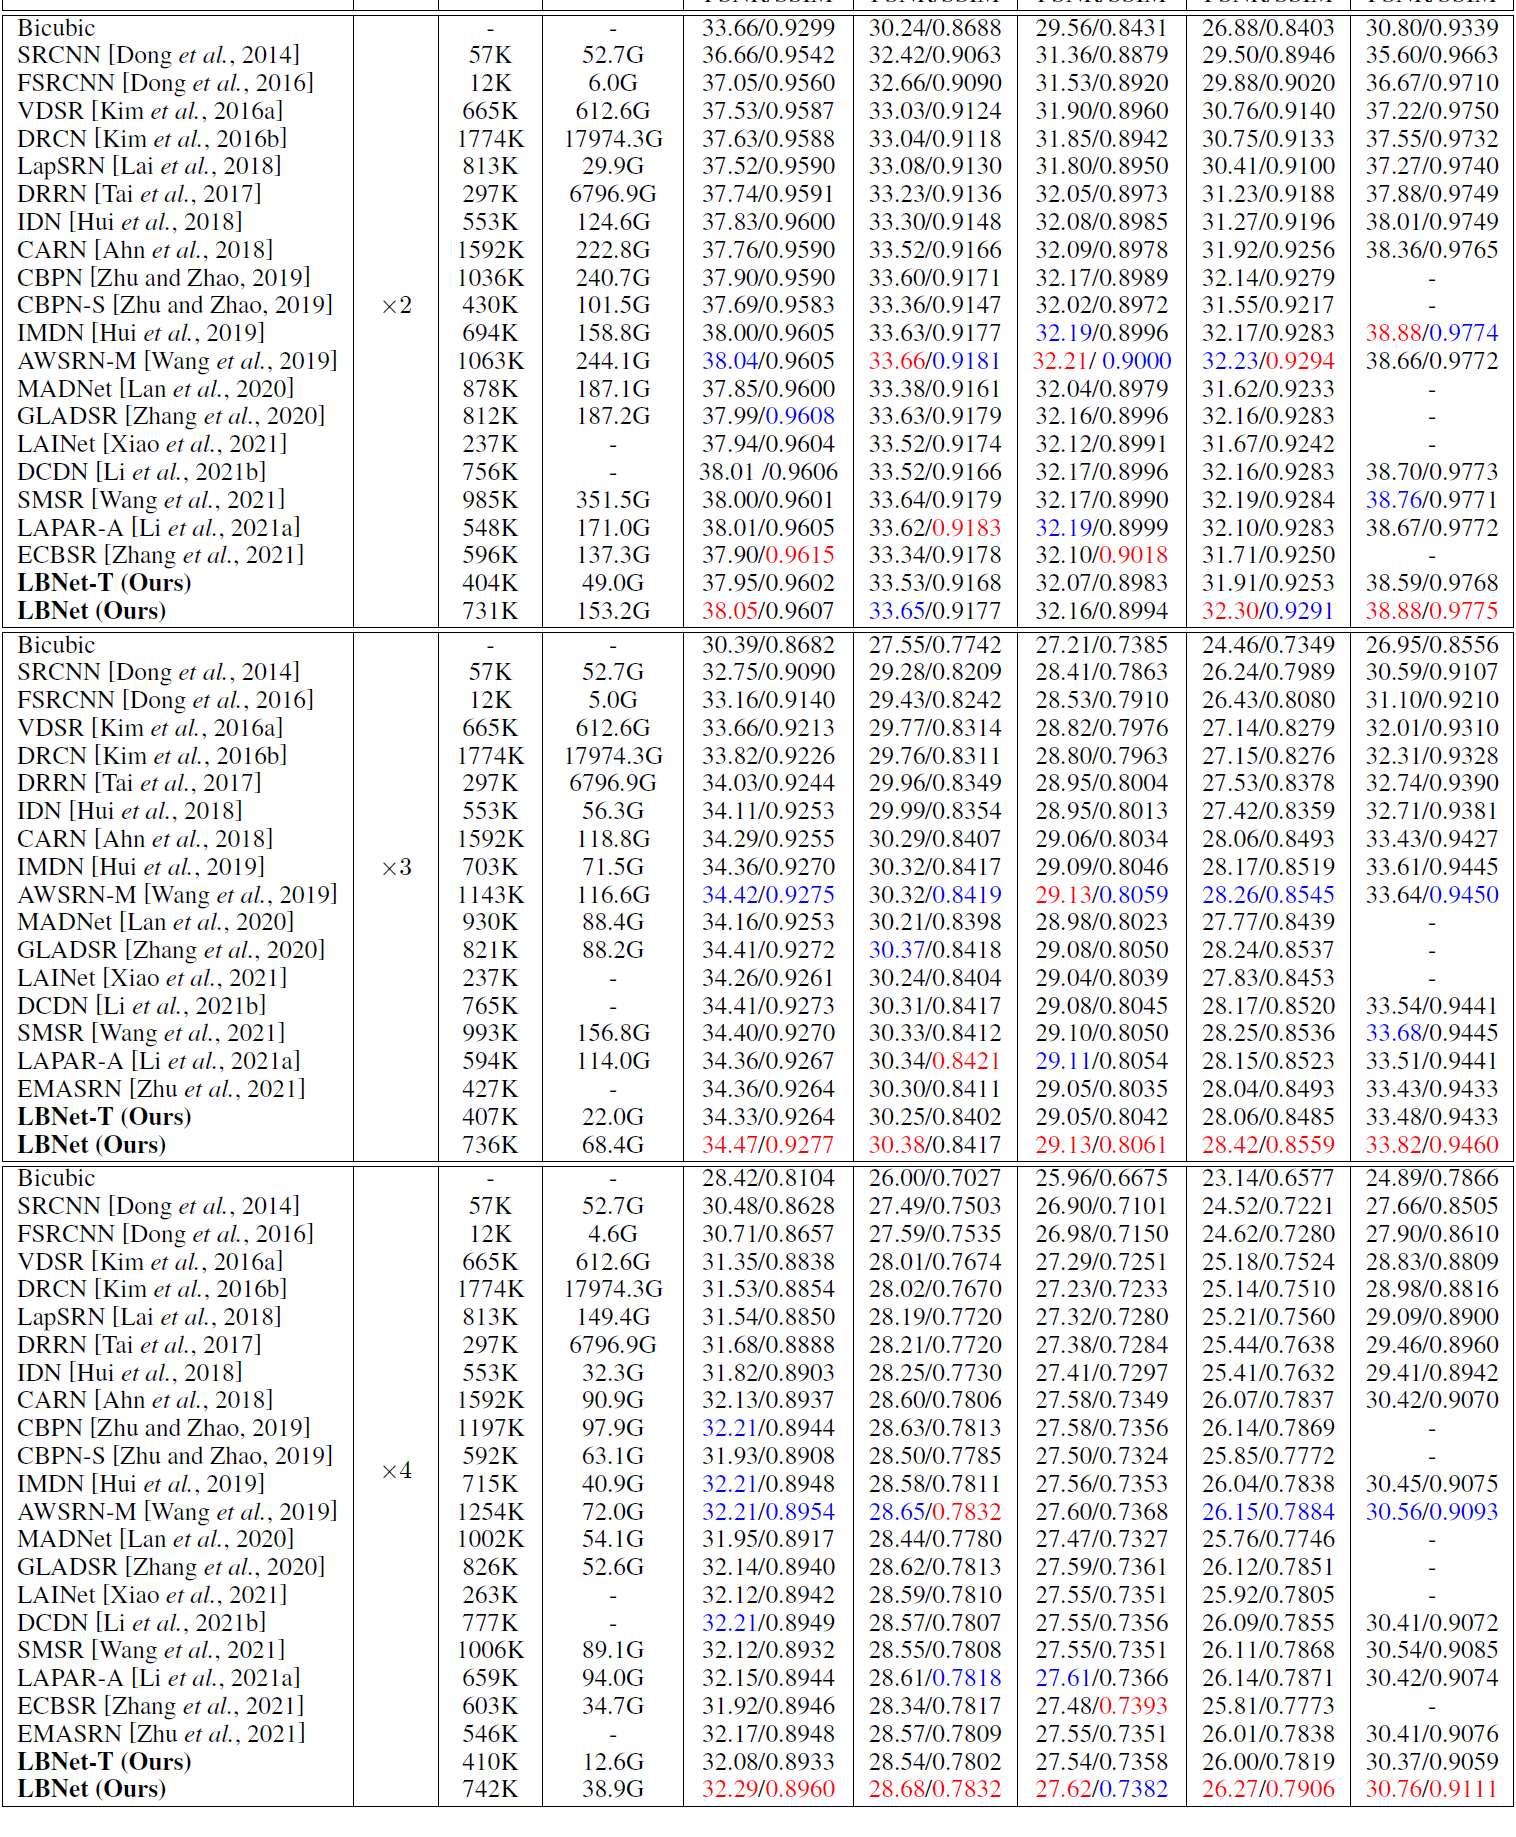 PSNR/SSIM PSNR/SSIM PSNR/SSIM PSNR/SSIM PSNR/SSIM
Bicubic - - 33.66/0.9299 30.24/0.8688 29.56/0.8431 26.88/0.8403 30.80/0.9339
SRCNN [Dong et al., 2014] 57K 52.7G 36.66/0.9542 32.42/0.9063 31.36/0.8879 29.50/0.8946 35.60/0.9663
FSRCNN [Dong et al., 2016] 12K 6.0G 37.05/0.9560 32.66/0.9090 31.53/0.8920 29.88/0.9020 36.67/0.9710
VDSR [Kim et al., 2016a] 665K 612.6G 37.53/0.9587 33.03/0.9124 31.90/0.8960 30.76/0.9140 37.22/0.9750
DRCN [Kim et al., 2016b] 1774K 17974.3G 37.63/0.9588 33.04/0.9118 31.85/0.8942 30.75/0.9133 37.55/0.9732
LapSRN [Lai et al., 2018] 813K 29.9G 37.52/0.9590 33.08/0.9130 31.80/0.8950 30.41/0.9100 37.27/0.9740
DRRN [Tai et al., 2017] 297K 6796.9G 37.74/0.9591 33.23/0.9136 32.05/0.8973 31.23/0.9188 37.88/0.9749
IDN [Hui et al., 2018] 553K 124.6G 37.83/0.9600 33.30/0.9148 32.08/0.8985 31.27/0.9196 38.01/0.9749
CARN [Ahn et al., 2018] 1592K 222.8G 37.76/0.9590 33.52/0.9166 32.09/0.8978 31.92/0.9256 38.36/0.9765
CBPN [Zhu and Zhao, 2019] 1036K 240.7G 37.90/0.9590 33.60/0.9171 32.17/0.8989 32.14/0.9279 -
CBPN-S [Zhu and Zhao, 2019] ×2 430K 101.5G 37.69/0.9583 33.36/0.9147 32.02/0.8972 31.55/0.9217 -
IMDN [Hui et al., 2019] 694K 158.8G 38.00/0.9605 33.63/0.9177 32.19/0.8996 32.17/0.9283 38.88/0.9774
AWSRN-M [Wang et al., 2019] 1063K 244.1G 38.04/0.9605 33.66/0.9181 32.21/ 0.9000 32.23/0.9294 38.66/0.9772
MADNet [Lan et al., 2020] 878K 187.1G 37.85/0.9600 33.38/0.9161 32.04/0.8979 31.62/0.9233 -
GLADSR [Zhang et al., 2020] 812K 187.2G 37.99/0.9608 33.63/0.9179 32.16/0.8996 32.16/0.9283 -
LAINet [Xiao et al., 2021] 237K - 37.94/0.9604 33.52/0.9174 32.12/0.8991 31.67/0.9242 -
DCDN [Li et al., 2021b] 756K - 38.01 /0.9606 33.52/0.9166 32.17/0.8996 32.16/0.9283 38.70/0.9773
SMSR [Wang et al., 2021] 985K 351.5G 38.00/0.9601 33.64/0.9179 32.17/0.8990 32.19/0.9284 38.76/0.9771
LAPAR-A [Li et al., 2021a] 548K 171.0G 38.01/0.9605 33.62/0.9183 32.19/0.8999 32.10/0.9283 38.67/0.9772
ECBSR [Zhang et al., 2021] 596K 137.3G 37.90/0.9615 33.34/0.9178 32.10/0.9018 31.71/0.9250 -
LBNet-T (Ours) 404K 49.0G 37.95/0.9602 33.53/0.9168 32.07/0.8983 31.91/0.9253 38.59/0.9768
LBNet (Ours) 731K 153.2G 38.05/0.9607 33.65/0.9177 32.16/0.8994 32.30/0.9291 38.88/0.9775
Bicubic - - 30.39/0.8682 27.55/0.7742 27.21/0.7385 24.46/0.7349 26.95/0.8556
SRCNN [Dong et al., 2014] 57K 52.7G 32.75/0.9090 29.28/0.8209 28.41/0.7863 26.24/0.7989 30.59/0.9107
FSRCNN [Dong et al., 2016] 12K 5.0G 33.16/0.9140 29.43/0.8242 28.53/0.7910 26.43/0.8080 31.10/0.9210
VDSR [Kim et al., 2016a] 665K 612.6G 33.66/0.9213 29.77/0.8314 28.82/0.7976 27.14/0.8279 32.01/0.9310
DRCN [Kim et al., 2016b] 1774K 17974.3G 33.82/0.9226 29.76/0.8311 28.80/0.7963 27.15/0.8276 32.31/0.9328
DRRN [Tai et al., 2017] 297K 6796.9G 34.03/0.9244 29.96/0.8349 28.95/0.8004 27.53/0.8378 32.74/0.9390
IDN [Hui et al., 2018] 553K 56.3G 34.11/0.9253 29.99/0.8354 28.95/0.8013 27.42/0.8359 32.71/0.9381
CARN [Ahn et al., 2018] 1592K 118.8G 34.29/0.9255 30.29/0.8407 29.06/0.8034 28.06/0.8493 33.43/0.9427
IMDN [Hui et al., 2019] ×3 703K 71.5G 34.36/0.9270 30.32/0.8417 29.09/0.8046 28.17/0.8519 33.61/0.9445
AWSRN-M [Wang et al., 2019] 1143K 116.6G 34.42/0.9275 30.32/0.8419 29.13/0.8059 28.26/0.8545 33.64/0.9450
MADNet [Lan et al., 2020] 930K 88.4G 34.16/0.9253 30.21/0.8398 28.98/0.8023 27.77/0.8439 -
GLADSR [Zhang et al., 2020] 821K 88.2G 34.41/0.9272 30.37/0.8418 29.08/0.8050 28.24/0.8537 -
LAINet [Xiao et al., 2021] 237K - 34.26/0.9261 30.24/0.8404 29.04/0.8039 27.83/0.8453 -
DCDN [Li et al., 2021b] 765K - 34.41/0.9273 30.31/0.8417 29.08/0.8045 28.17/0.8520 33.54/0.9441
SMSR [Wang et al., 2021] 993K 156.8G 34.40/0.9270 30.33/0.8412 29.10/0.8050 28.25/0.8536 33.68/0.9445
LAPAR-A [Li et al., 2021a] 594K 114.0G 34.36/0.9267 30.34/0.8421 29.11/0.8054 28.15/0.8523 33.51/0.9441
EMASRN [Zhu et al., 2021] 427K - 34.36/0.9264 30.30/0.8411 29.05/0.8035 28.04/0.8493 33.43/0.9433
LBNet-T (Ours) 407K 22.0G 34.33/0.9264 30.25/0.8402 29.05/0.8042 28.06/0.8485 33.48/0.9433
LBNet (Ours) 736K 68.4G 34.47/0.9277 30.38/0.8417 29.13/0.8061 28.42/0.8559 33.82/0.9460
Bicubic - - 28.42/0.8104 26.00/0.7027 25.96/0.6675 23.14/0.6577 24.89/0.7866
SRCNN [Dong et al., 2014] 57K 52.7G 30.48/0.8628 27.49/0.7503 26.90/0.7101 24.52/0.7221 27.66/0.8505
FSRCNN [Dong et al., 2016] 12K 4.6G 30.71/0.8657 27.59/0.7535 26.98/0.7150 24.62/0.7280 27.90/0.8610
VDSR [Kim et al., 2016a] 665K 612.6G 31.35/0.8838 28.01/0.7674 27.29/0.7251 25.18/0.7524 28.83/0.8809
DRCN [Kim et al., 2016b] 1774K 17974.3G 31.53/0.8854 28.02/0.7670 27.23/0.7233 25.14/0.7510 28.98/0.8816
LapSRN [Lai et al., 2018] 813K 149.4G 31.54/0.8850 28.19/0.7720 27.32/0.7280 25.21/0.7560 29.09/0.8900
DRRN [Tai et al., 2017] 297K 6796.9G 31.68/0.8888 28.21/0.7720 27.38/0.7284 25.44/0.7638 29.46/0.8960
IDN [Hui et al., 2018] 553K 32.3G 31.82/0.8903 28.25/0.7730 27.41/0.7297 25.41/0.7632 29.41/0.8942
CARN [Ahn et al., 2018] 1592K 90.9G 32.13/0.8937 28.60/0.7806 27.58/0.7349 26.07/0.7837 30.42/0.9070
CBPN [Zhu and Zhao, 2019] 1197K 97.9G 32.21/0.8944 28.63/0.7813 27.58/0.7356 26.14/0.7869 -
CBPN-S [Zhu and Zhao, 2019] 592K 63.1G 31.93/0.8908 28.50/0.7785 27.50/0.7324 25.85/0.7772 -
IMDN [Hui et al., 2019] ×4 715K 40.9G 32.21/0.8948 28.58/0.7811 27.56/0.7353 26.04/0.7838 30.45/0.9075
AWSRN-M [Wang et al., 2019] 1254K 72.0G 32.21/0.8954 28.65/0.7832 27.60/0.7368 26.15/0.7884 30.56/0.9093
MADNet [Lan et al., 2020] 1002K 54.1G 31.95/0.8917 28.44/0.7780 27.47/0.7327 25.76/0.7746 -
GLADSR [Zhang et al., 2020] 826K 52.6G 32.14/0.8940 28.62/0.7813 27.59/0.7361 26.12/0.7851 -
LAINet [Xiao et al., 2021] 263K - 32.12/0.8942 28.59/0.7810 27.55/0.7351 25.92/0.7805 -
DCDN [Li et al., 2021b] 777K - 32.21/0.8949 28.57/0.7807 27.55/0.7356 26.09/0.7855 30.41/0.9072
SMSR [Wang et al., 2021] 1006K 89.1G 32.12/0.8932 28.55/0.7808 27.55/0.7351 26.11/0.7868 30.54/0.9085
LAPAR-A [Li et al., 2021a] 659K 94.0G 32.15/0.8944 28.61/0.7818 27.61/0.7366 26.14/0.7871 30.42/0.9074
ECBSR [Zhang et al., 2021] 603K 34.7G 31.92/0.8946 28.34/0.7817 27.48/0.7393 25.81/0.7773 -
EMASRN [Zhu et al., 2021] 546K - 32.17/0.8948 28.57/0.7809 27.55/0.7351 26.01/0.7838 30.41/0.9076
LBNet-T (Ours) 410K 12.6G 32.08/0.8933 28.54/0.7802 27.54/0.7358 26.00/0.7819 30.37/0.9059
LBNet (Ours) 742K 38.9G 32.29/0.8960 28.68/0.7832 27.62/0.7382 26.27/0.7906 30.76/0.9111